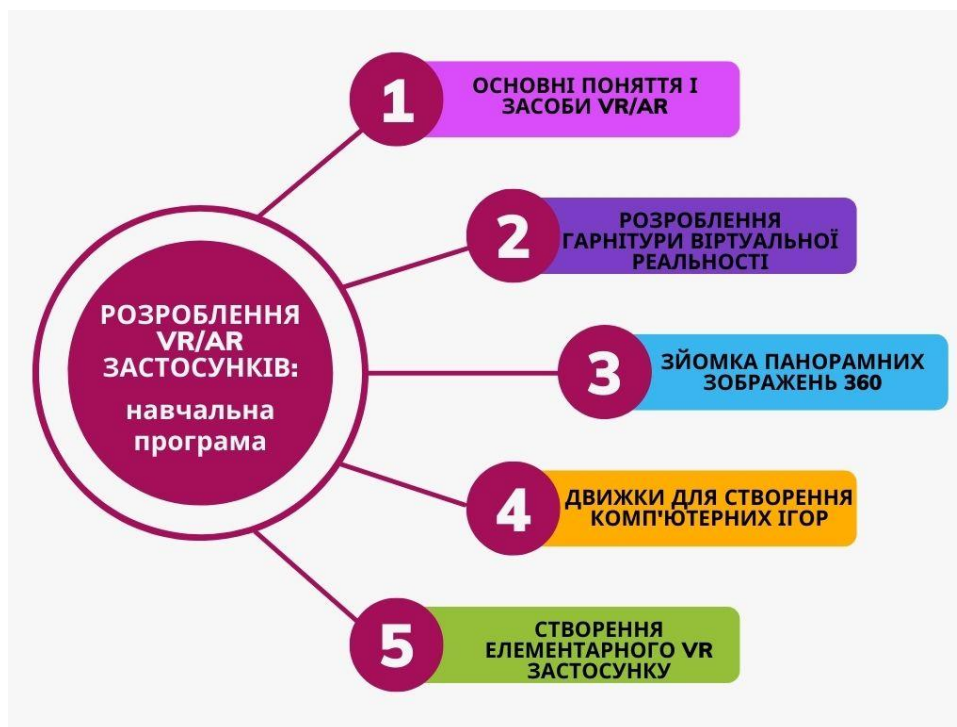 РОЗРОБЛЕННЯ
VR/AR
ЗАСТОСУНКІВ:
навчальна
програма
1
ОСНОВНІ ПОНЯТТЯ І
ЗАСОБИ VR/AR
2
РОЗРОБЛЕННЯ
ГАРНІТУРИ ВІРТУАЛЬНОЇ
РЕАЛЬНОСТІ
3
ЗЙОМКА ПАНОРАМНИХ
ЗОБРАЖЕНЬ 360
4
ДВИЖКИ ДЛЯ СТВОРЕННЯ
КОМП'ЮТЕРНИХ ІГОР
5
СТВОРЕННЯ
ЕЛЕМЕНТАРНОГО VR
ЗАСТОСУНКУ